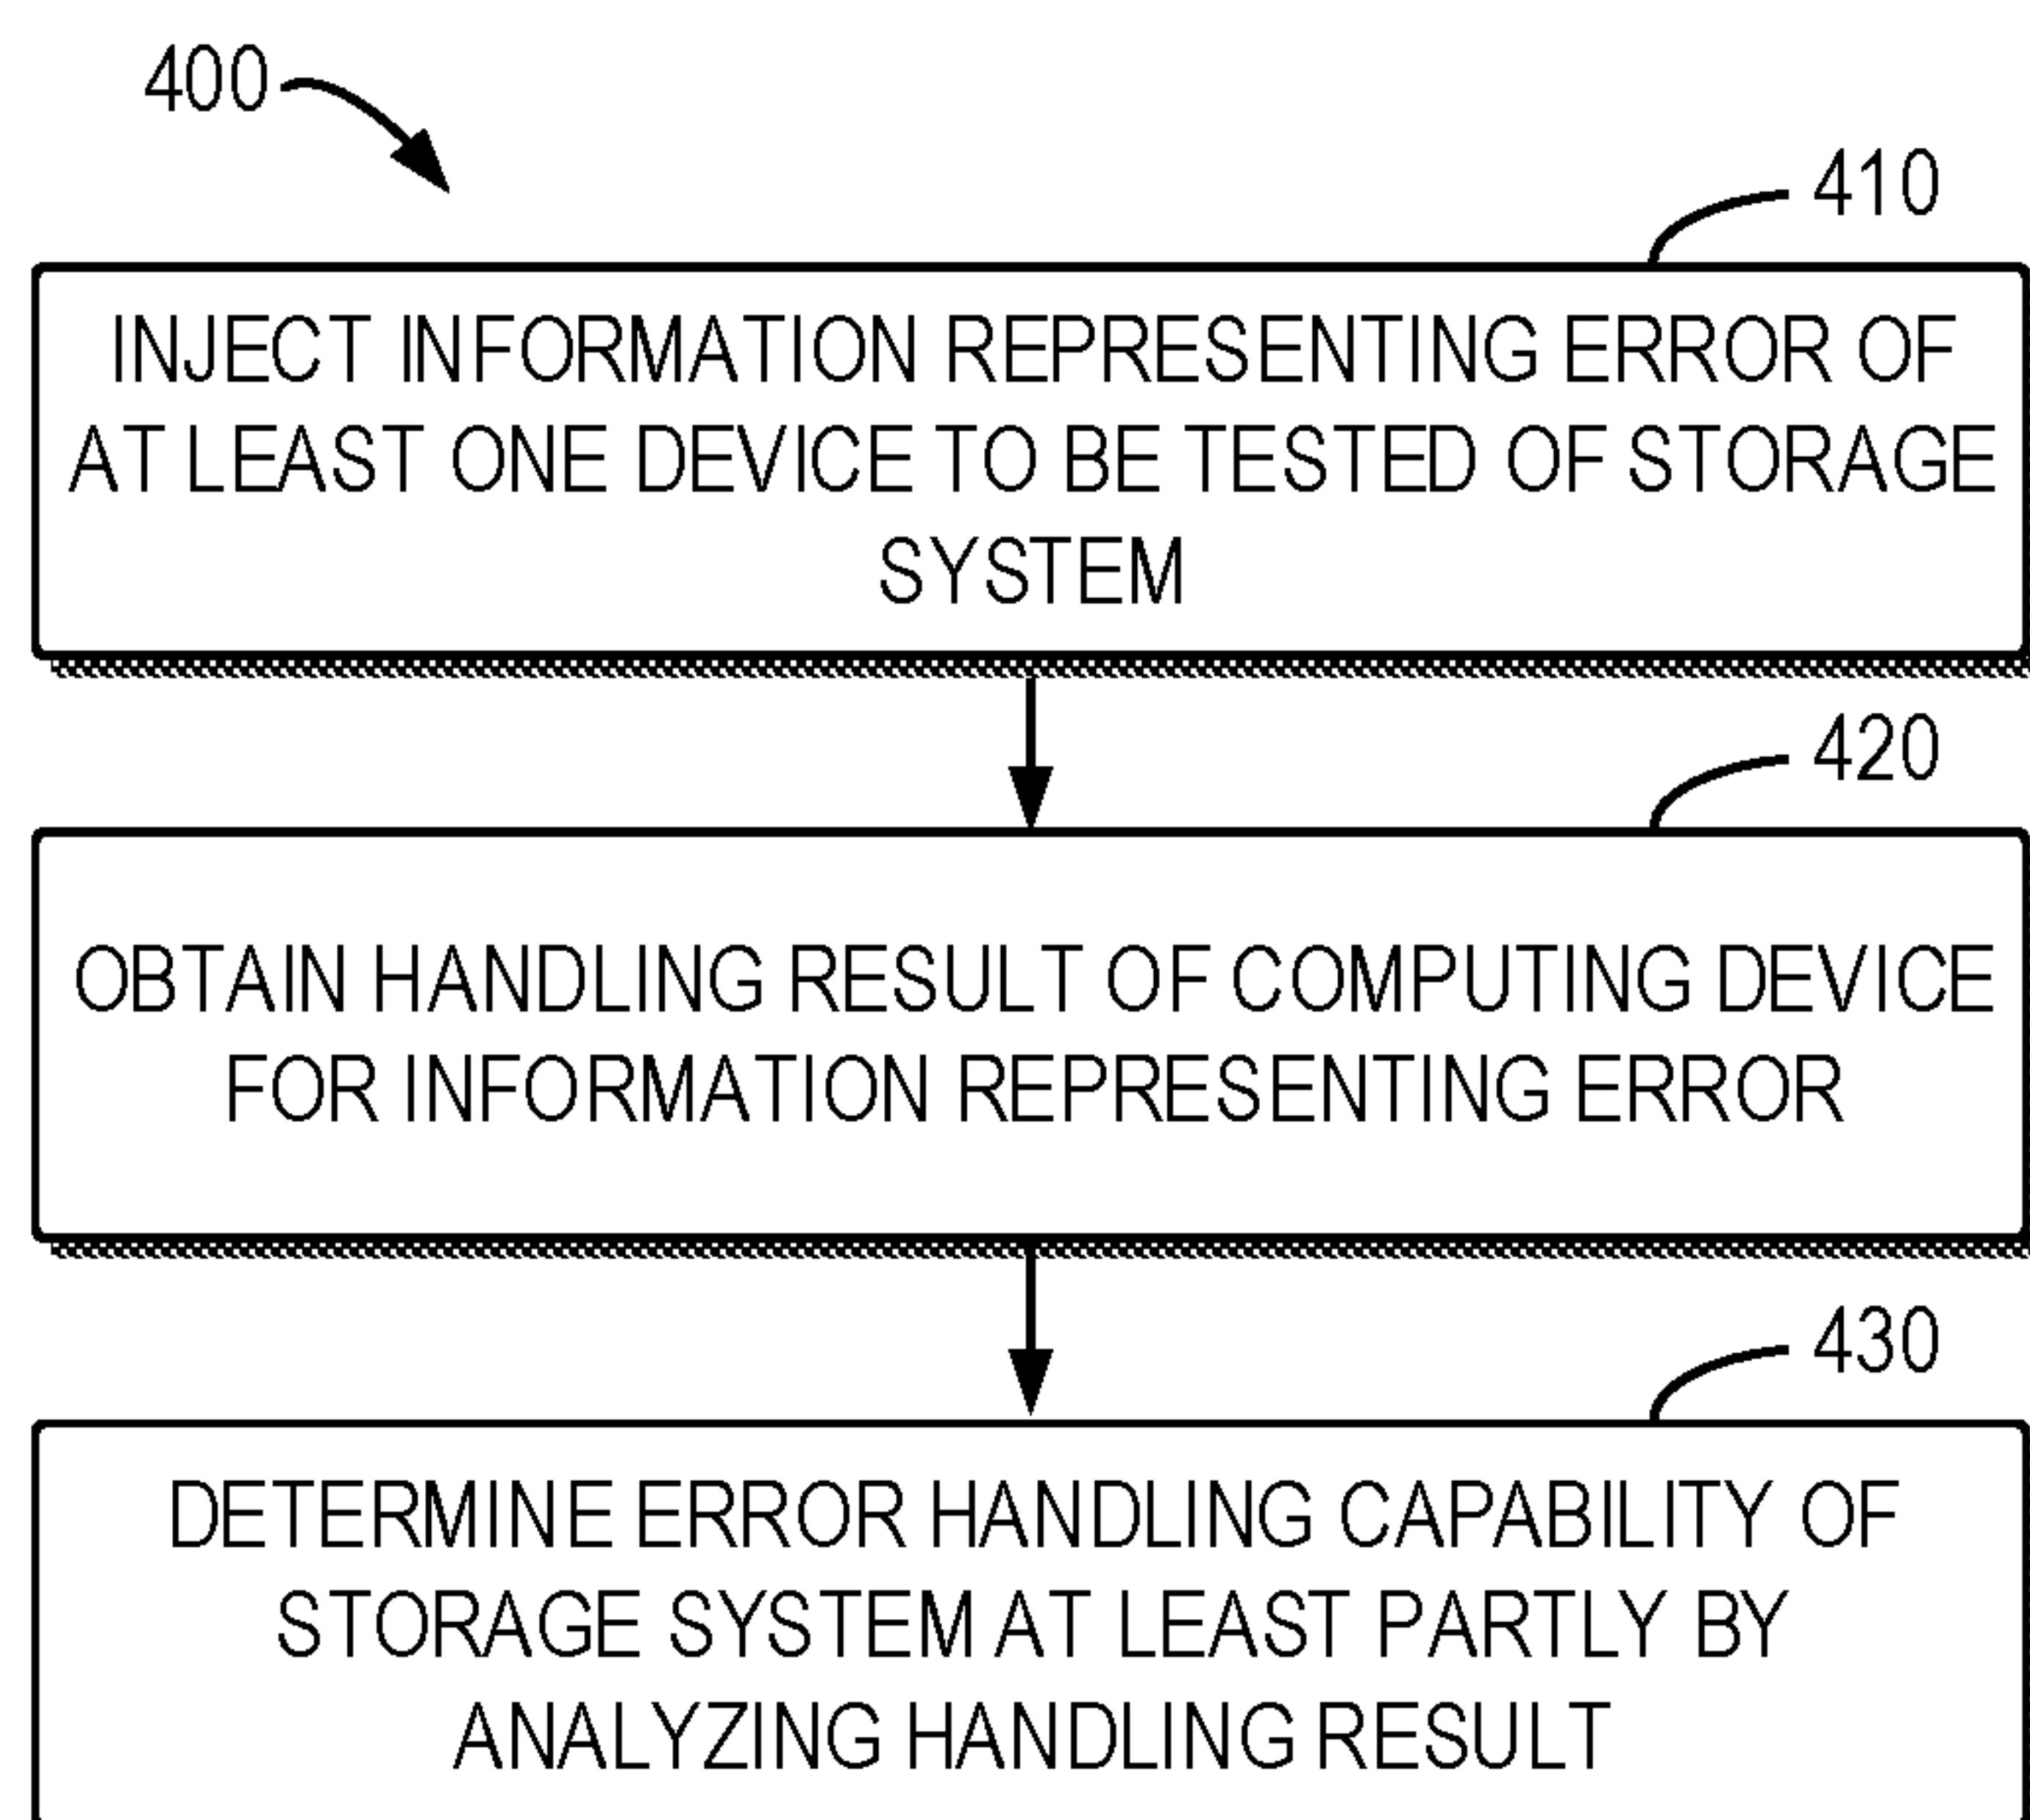 400
410
INJECT INFORMATION REPRESENTING ERROR OF
AT LEAST ONE DEVICE TO BE TESTED OF STORAGE
SYSTEM
420
OBTAIN HANDLING RESULT OF COMPUTING DEVICE
FOR INFORMATION REPRESENTING ERROR
430
DETERMINE ERROR HANDLING CAPABILITY OF
STORAGE SYSTEM AT LEAST PARTLY BY
ANALYZING HANDLING RESULT